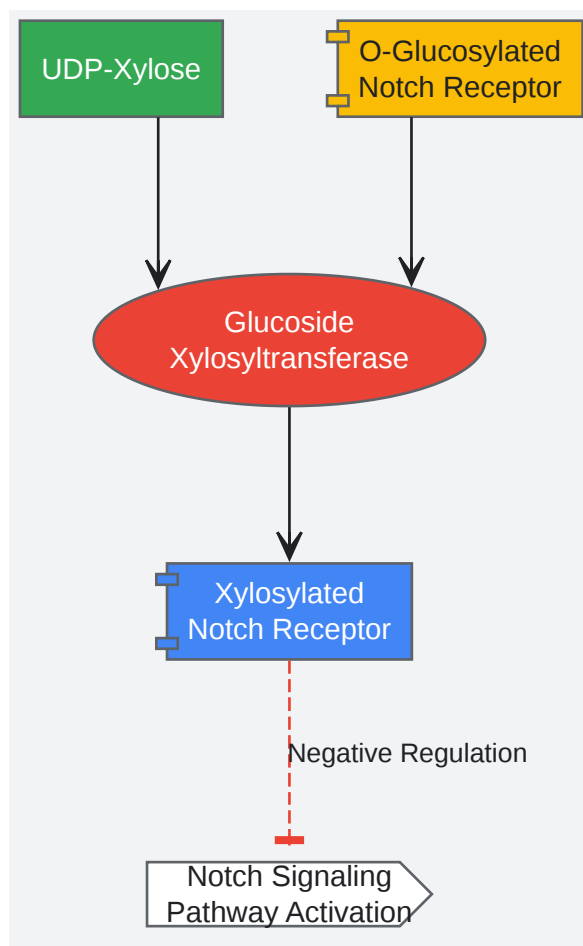 UDP-Xylose
O-Glucosylated
Notch Receptor
Glucoside
Xylosyltransferase
Xylosylated
Notch Receptor
Negative Regulation
Notch Signaling
Pathway Activation